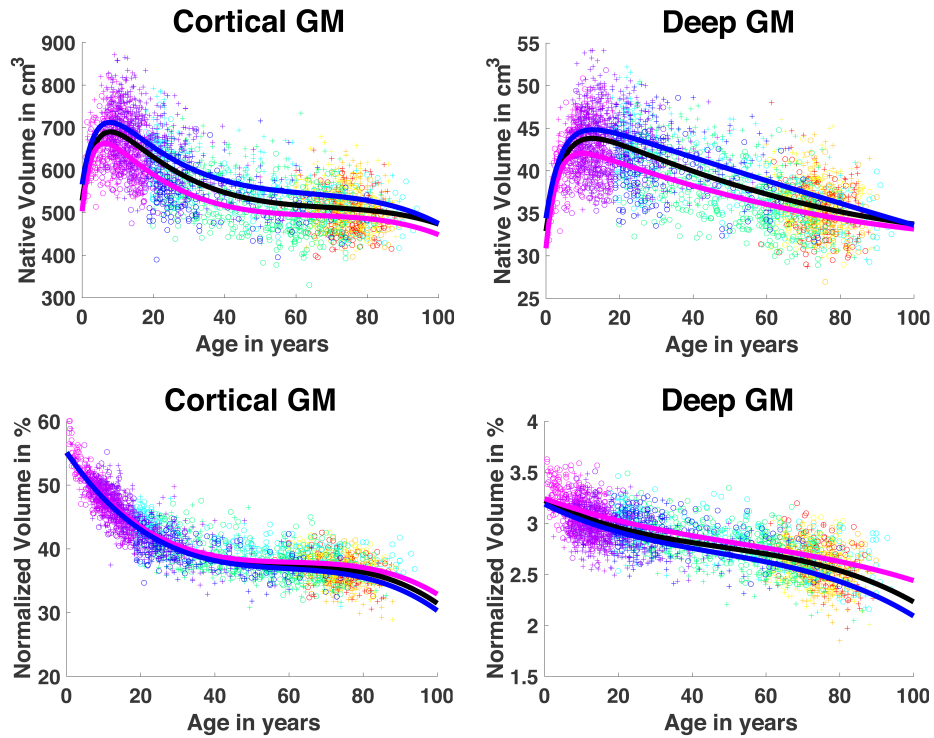 Cortical GM
Native Volume in cm3
900
800
700
600
500
400
300
0 20 40 60 80 100
Age in years
Deep GM
Native Volume in cm3
55
50
45
40
35
30
25
0 20 40 60 80 100
Age in years
Cortical GM
Normalized Volume in %
60
50
40
30
20
0 20 40 60 80 100
Age in years
Deep GM
Normalized Volume in %
4
3.5
3
2.5
2
1.5
0 20 40 60 80 100
Age in years